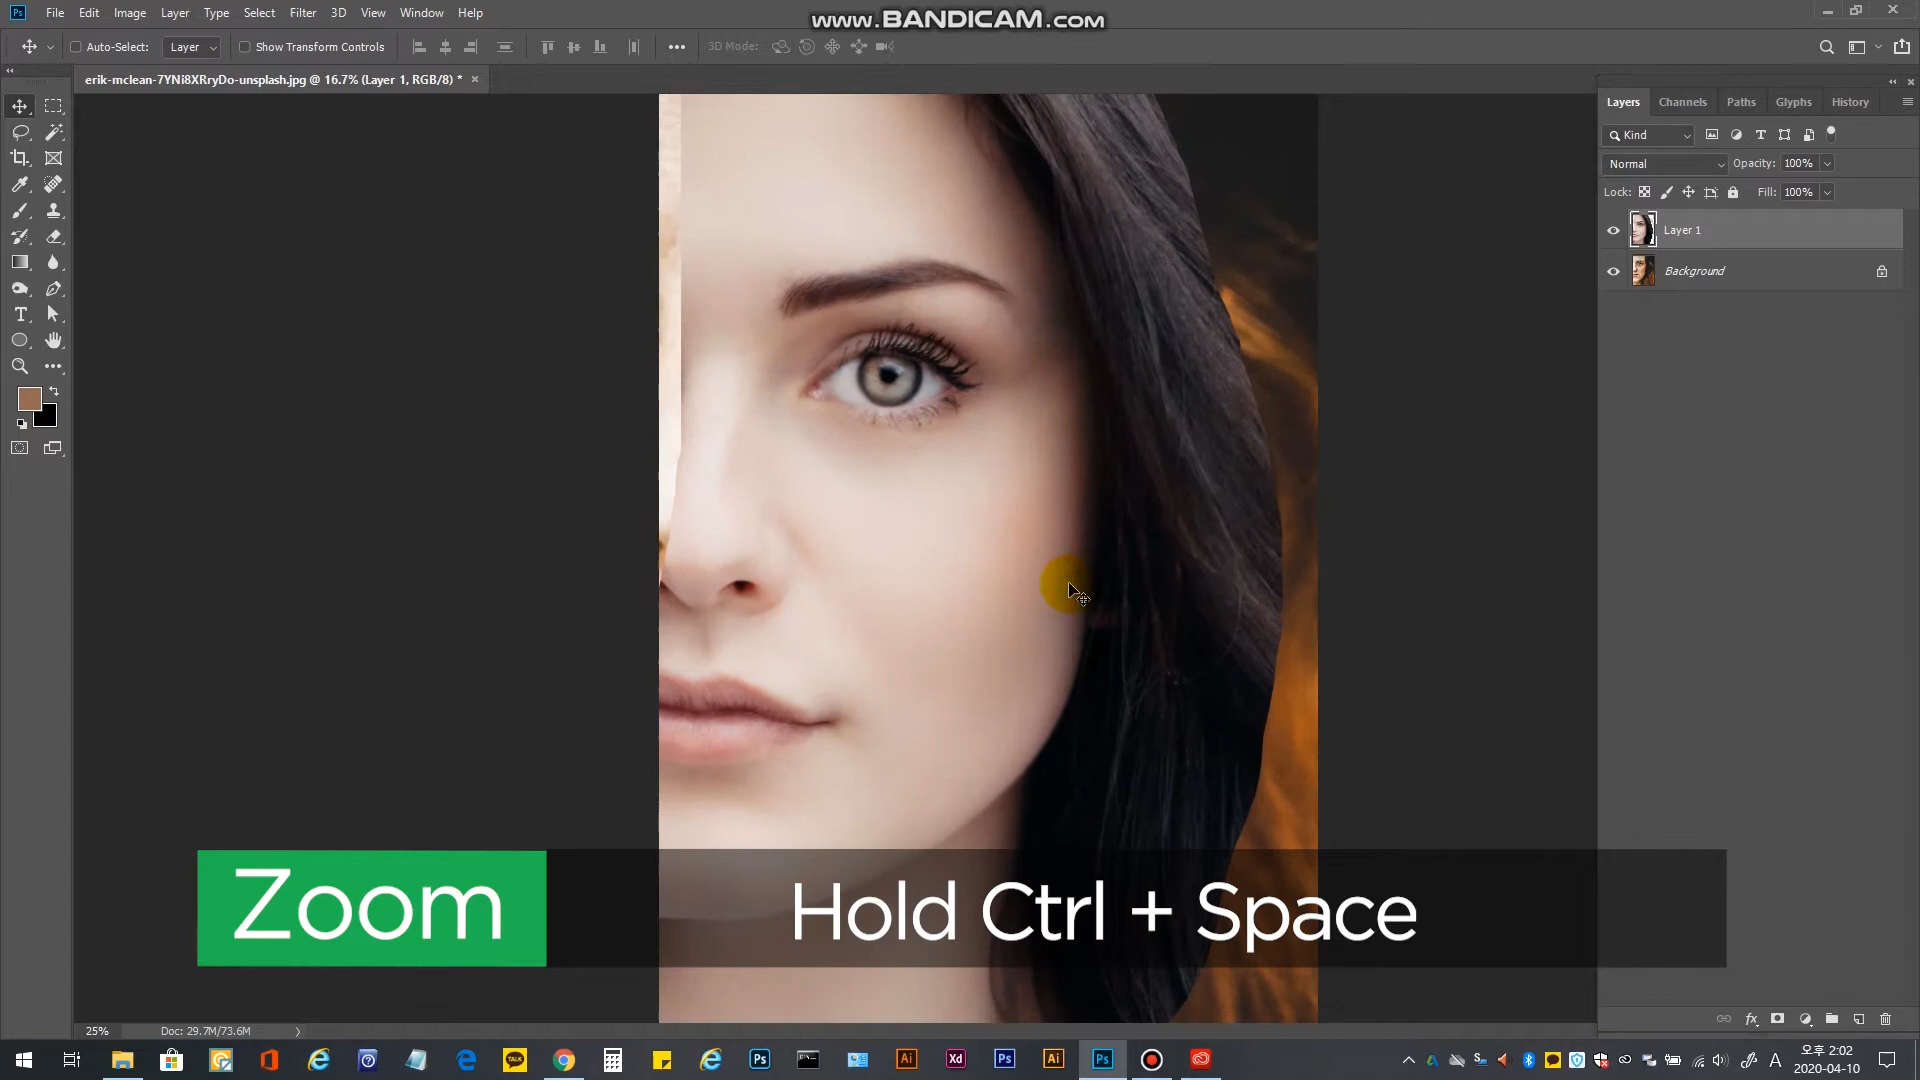 File Edit Image Layer Type Select Filter 3D View Window Help
www.BANDICAM.com
Auto-Select: Layer Show Transform Controls 3D Mode:
erik-mclean-7YNi8XRryDo-unsplash.jpg @ 16.7% (Layer 1, RGB/8) *
Layers Channels Paths Glyphs History
Kind
Normal Opacity: 100%
Lock: Fill: 100%
Layer 1
Background
Zoom Hold Ctrl + Space
25% Doc: 29.7M/73.6M
오후 2:02
2020-04-10